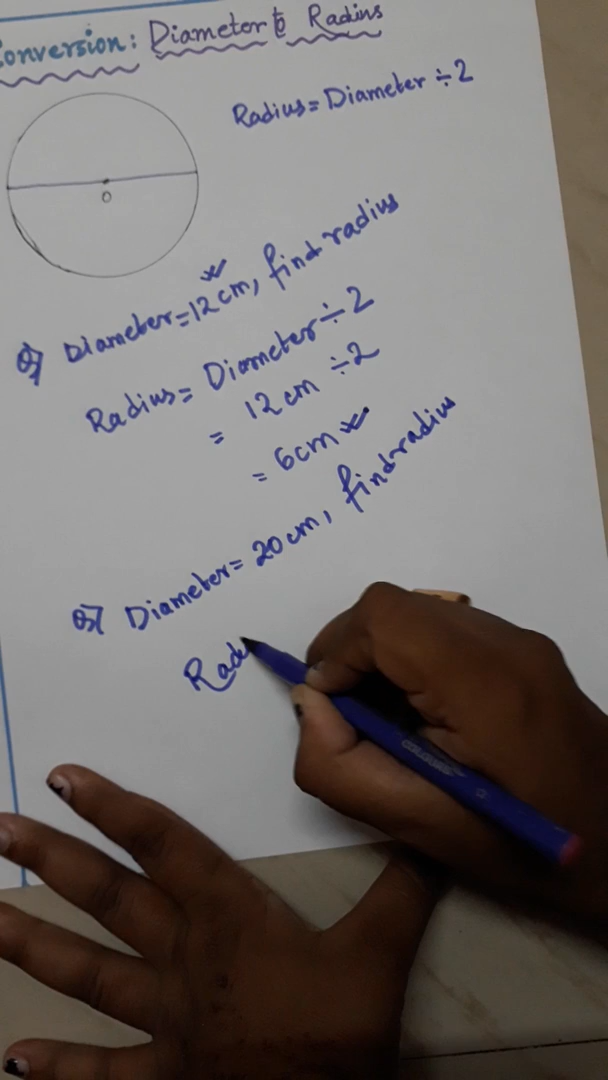 Conversion: Diameter to Radius
Radius = Diameter ÷ 2
O
Q) Diameter = 12 cm, find radius
Radius = Diameter ÷ 2
= 12 cm ÷ 2
= 6 cm
Q) Diameter = 20 cm, find radius
Radi